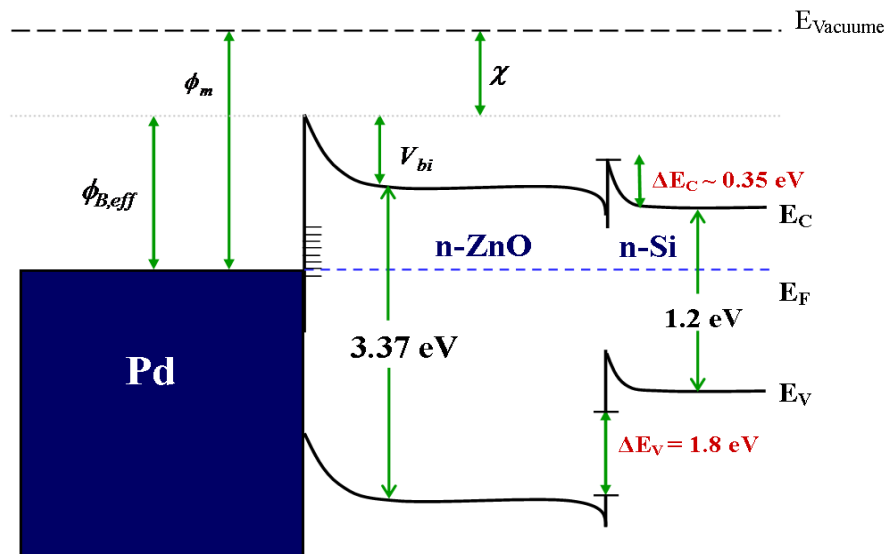 E_Vacuume
ϕ_m
χ
ϕ_B,eff
V_bi
ΔE_C ~ 0.35 eV
E_C
n-ZnO
n-Si
E_F
1.2 eV
3.37 eV
Pd
E_V
ΔE_V = 1.8 eV